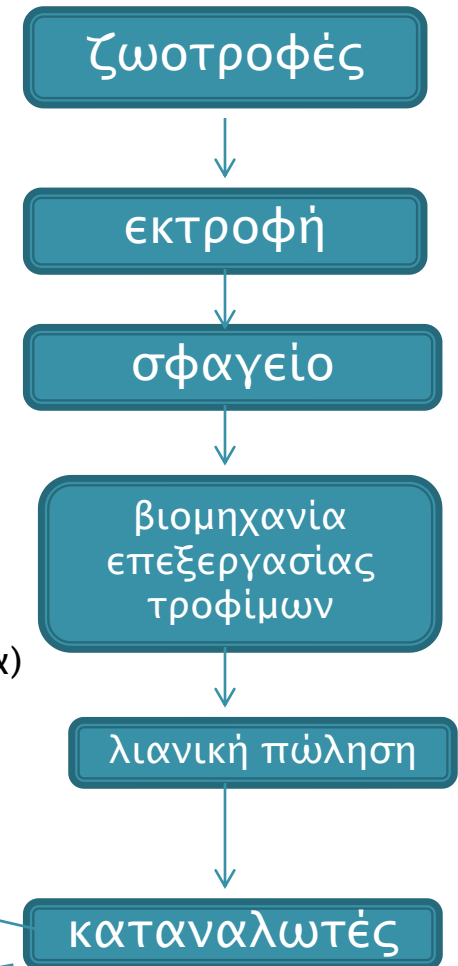 ζωοτροφές
εκτροφή
σφαγείο
βιομηχανία
επεξεργασίας
τροφίμων
α)
λιανική πώληση
καταναλωτές